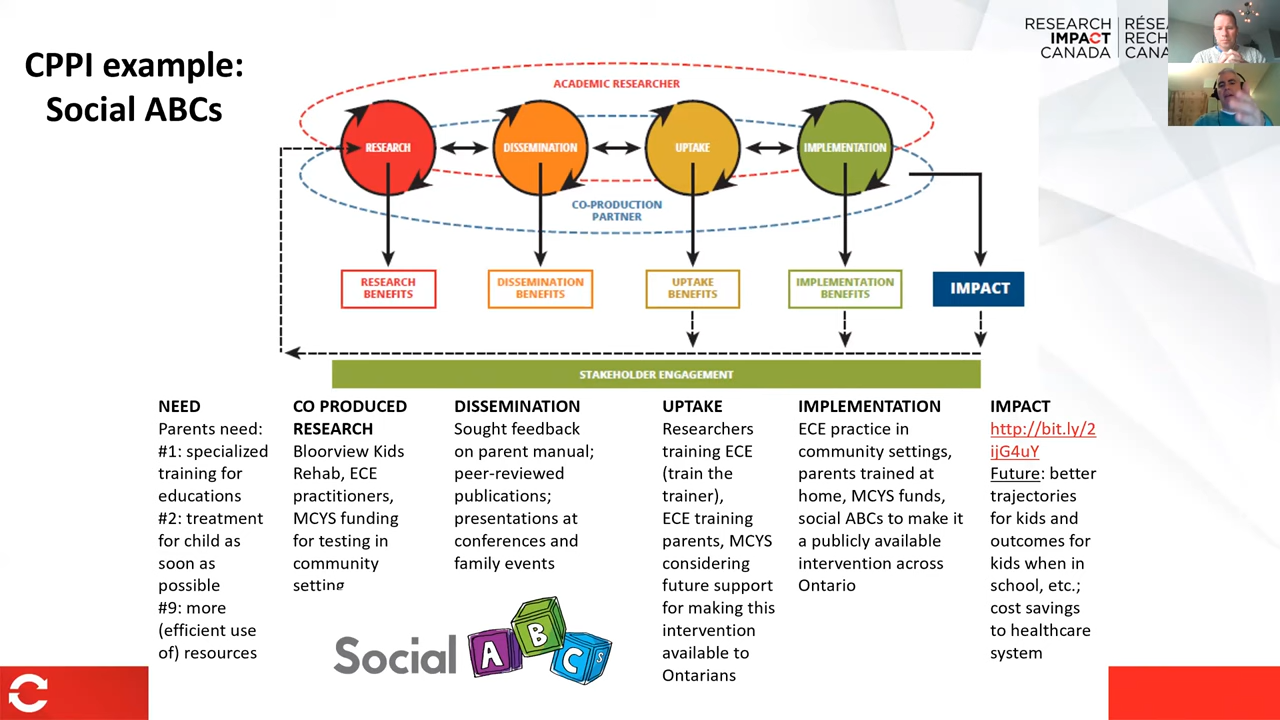 CPPI example:
Social ABCs
RESEARCH
IMPACT
CANADA
RÉSE
RECH
CANA
ACADEMIC RESEARCHER
RESEARCH
DISSEMINATION
UPTAKE
IMPLEMENTATION
CO-PRODUCTION
PARTNER
RESEARCH
BENEFITS
DISSEMINATION
BENEFITS
UPTAKE
BENEFITS
IMPLEMENTATION
BENEFITS
IMPACT
STAKEHOLDER ENGAGEMENT
NEED
Parents need:
#1: specialized
training for
educations
#2: treatment
for child as
soon as
possible
#9: more
(efficient use
of) resources
CO PRODUCED
RESEARCH
Bloorview Kids
Rehab, ECE
practitioners,
MCYS funding
for testing in
community
setting
DISSEMINATION
Sought feedback
on parent manual;
peer-reviewed
publications;
presentations at
conferences and
family events
UPTAKE
Researchers
training ECE
(train the
trainer),
ECE training
parents, MCYS
considering
future support
for making this
intervention
available to
Ontarians
IMPLEMENTATION
ECE practice in
community settings,
parents trained at
home, MCYS funds,
social ABCs to make it
a publicly available
intervention across
Ontario
IMPACT
http://bit.ly/2
ijG4uY
Future: better
trajectories
for kids and
outcomes for
kids when in
school, etc.;
cost savings
to healthcare
system
Social ABCs